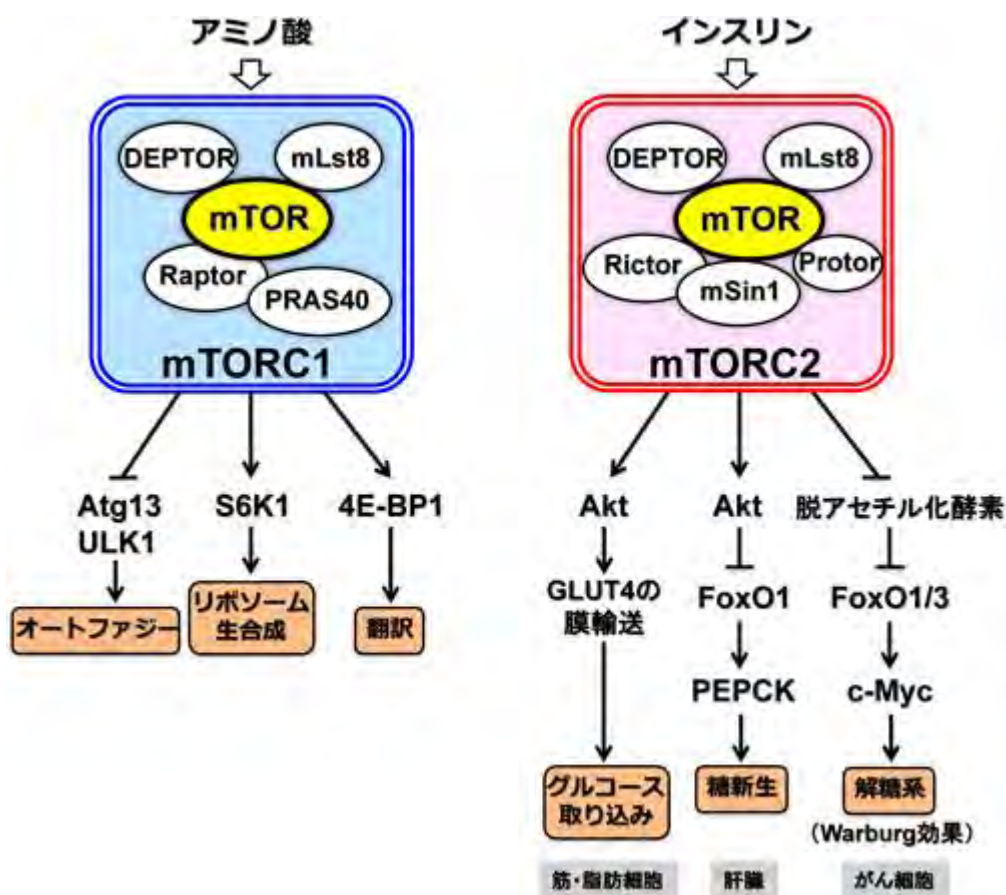 アミノ酸
DEPTOR
mLst8
mTOR
Raptor
PRAS40
mTORC1
Atg13
ULK1
S6K1
4E-BP1
オートファジー
リボソーム
生合成
翻訳
インスリン
DEPTOR
mLst8
mTOR
Rictor
mSin1
Protor
mTORC2
Akt
Akt
脱アセチル化酵素
GLUT4の
膜輸送
FoxO1
FoxO1/3
PEPCK
c-Myc
グルコース
取り込み
糖新生
解糖系
(Warburg効果)
筋・脂肪細胞
肝臓
がん細胞